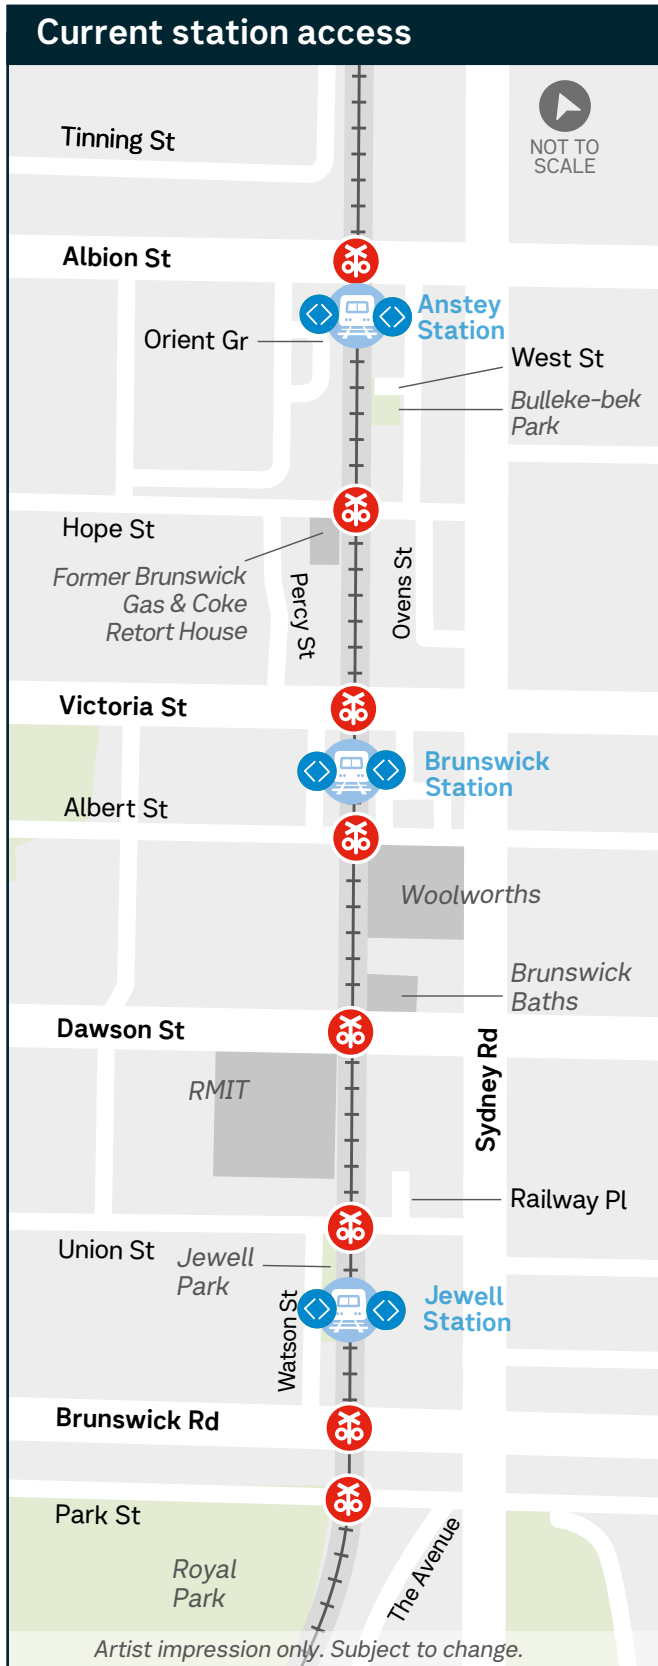 Current station access
Tinning St
NOT TO
SCALE
Albion St
Anstey
Station
Orient Gr
West St
Bulleke-bek
Park
Hope St
Former Brunswick
Gas & Coke
Retort House
Percy St
Ovens St
Victoria St
Brunswick
Station
Albert St
Woolworths
Brunswick
Baths
Dawson St
Sydney Rd
RMIT
Railway Pl
Union St
Jewell
Park
Watson St
Jewell
Station
Brunswick Rd
Park St
The Avenue
Royal
Park
Artist impression only. Subject to change.